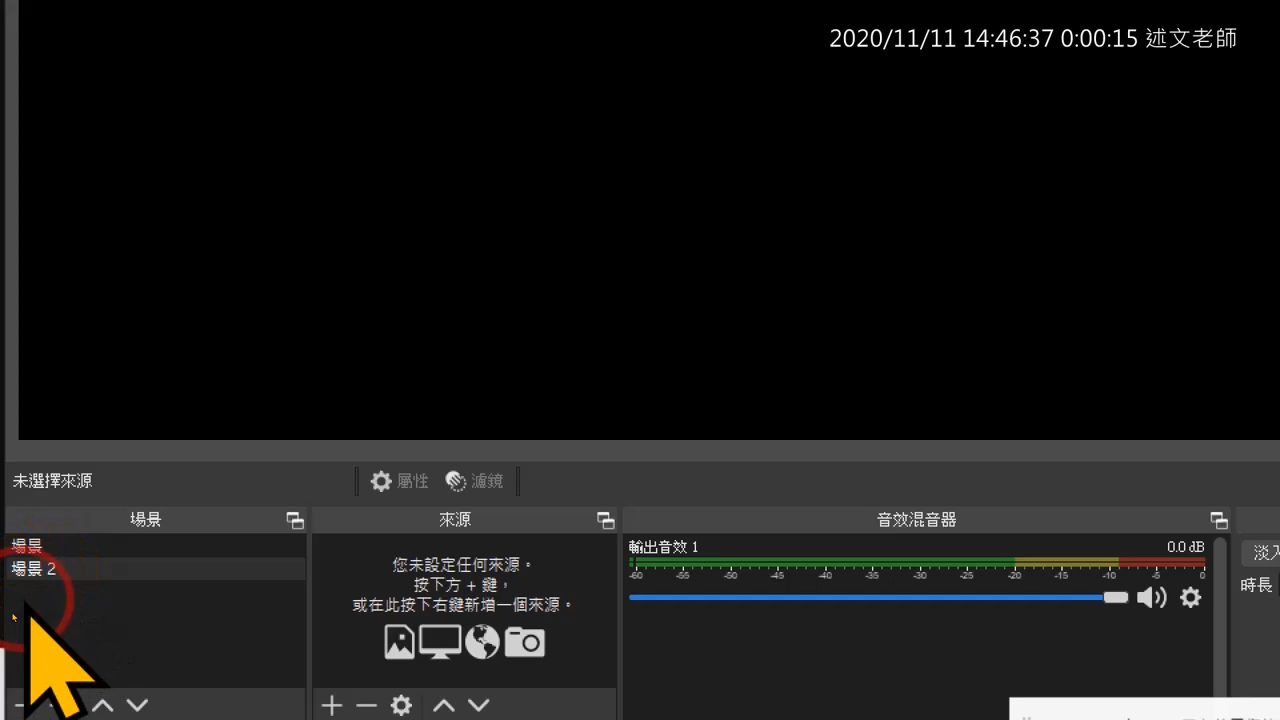 2020/11/11 14:46:37 0:00:15 述文老師
未選擇來源
屬性
濾鏡
場景
來源
音效混音器
場景
場景 2
您未設定任何來源。
按下方 + 鍵，
或在此按下右鍵新增一個來源。
輸出音效 1
0.0 dB
-60 -55 -50 -45 -40 -35 -30 -25 -20 -15 -10 -5 0
淡入
時長